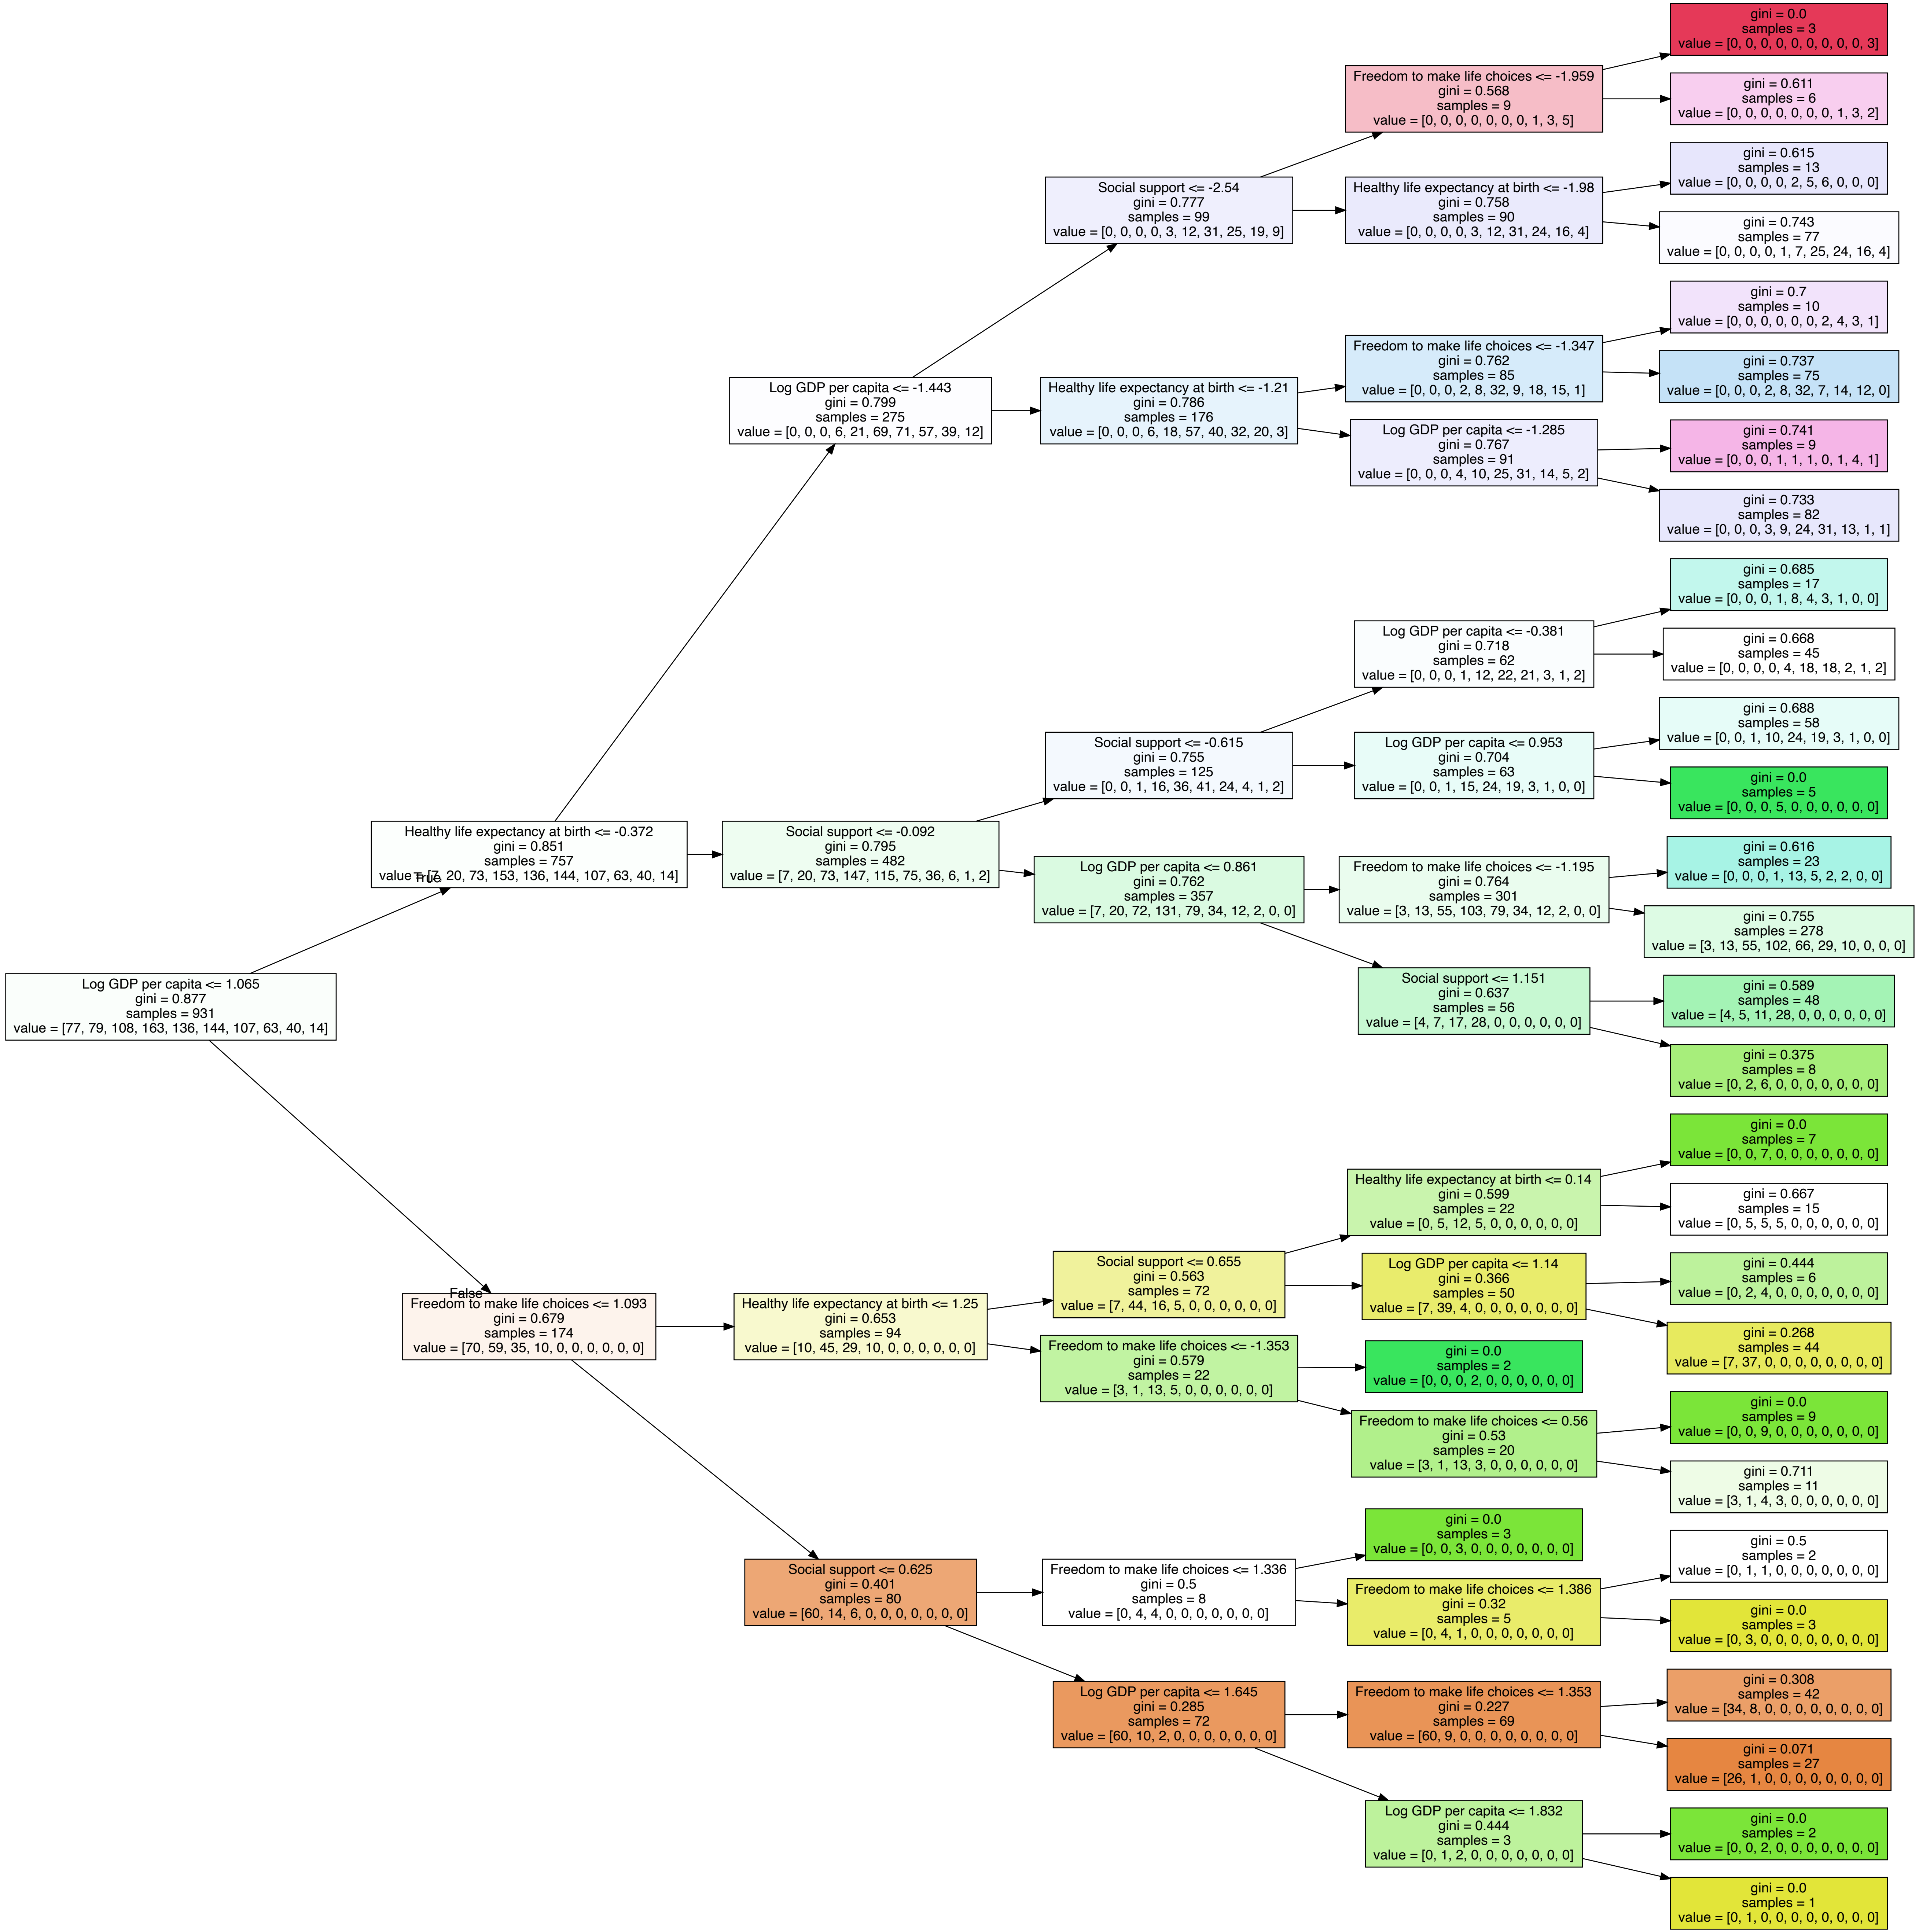 gini = 0.0
samples = 3
value = [0, 0, 0, 0, 0, 0, 0, 0, 0, 3]
Freedom to make life choices <= -1.959
gini = 0.568
samples = 9
value = [0, 0, 0, 0, 0, 0, 0, 1, 3, 5]
gini = 0.611
samples = 6
value = [0, 0, 0, 0, 0, 0, 0, 1, 3, 2]
Social support <= -2.54
gini = 0.777
samples = 99
value = [0, 0, 0, 0, 3, 12, 31, 25, 19, 9]
Healthy life expectancy at birth <= -1.98
gini = 0.758
samples = 90
value = [0, 0, 0, 0, 3, 12, 31, 24, 16, 4]
gini = 0.615
samples = 13
value = [0, 0, 0, 0, 2, 5, 6, 0, 0, 0]
gini = 0.743
samples = 77
value = [0, 0, 0, 0, 1, 7, 25, 24, 16, 4]
Log GDP per capita <= -1.443
gini = 0.799
samples = 275
value = [0, 0, 0, 6, 21, 69, 71, 57, 39, 12]
Healthy life expectancy at birth <= -1.21
gini = 0.786
samples = 176
value = [0, 0, 0, 6, 18, 57, 40, 32, 20, 3]
Freedom to make life choices <= -1.347
gini = 0.762
samples = 85
value = [0, 0, 0, 2, 8, 32, 9, 18, 15, 1]
gini = 0.7
samples = 10
value = [0, 0, 0, 0, 0, 0, 2, 4, 3, 1]
gini = 0.737
samples = 75
value = [0, 0, 0, 2, 8, 32, 7, 14, 12, 0]
Log GDP per capita <= -1.285
gini = 0.767
samples = 91
value = [0, 0, 0, 4, 10, 25, 31, 14, 5, 2]
gini = 0.741
samples = 9
value = [0, 0, 0, 1, 1, 1, 0, 1, 4, 1]
gini = 0.733
samples = 82
value = [0, 0, 0, 3, 9, 24, 31, 13, 1, 1]
Healthy life expectancy at birth <= -0.372
gini = 0.851
samples = 757
value = [7, 20, 73, 153, 136, 144, 107, 63, 40, 14]
True
Social support <= -0.092
gini = 0.795
samples = 482
value = [7, 20, 73, 147, 115, 75, 36, 6, 1, 2]
Social support <= -0.615
gini = 0.755
samples = 125
value = [0, 0, 1, 16, 36, 41, 24, 4, 1, 2]
Log GDP per capita <= -0.381
gini = 0.718
samples = 62
value = [0, 0, 0, 1, 12, 22, 21, 3, 1, 2]
gini = 0.685
samples = 17
value = [0, 0, 0, 1, 8, 4, 3, 1, 0, 0]
gini = 0.668
samples = 45
value = [0, 0, 0, 0, 4, 18, 18, 2, 1, 2]
Log GDP per capita <= 0.953
gini = 0.704
samples = 63
value = [0, 0, 1, 15, 24, 19, 3, 1, 0, 0]
gini = 0.688
samples = 58
value = [0, 0, 1, 10, 24, 19, 3, 1, 0, 0]
gini = 0.0
samples = 5
value = [0, 0, 0, 5, 0, 0, 0, 0, 0, 0]
Log GDP per capita <= 0.861
gini = 0.762
samples = 357
value = [7, 20, 72, 131, 79, 34, 12, 2, 0, 0]
Freedom to make life choices <= -1.195
gini = 0.764
samples = 301
value = [3, 13, 55, 103, 79, 34, 12, 2, 0, 0]
gini = 0.616
samples = 23
value = [0, 0, 0, 1, 13, 5, 2, 2, 0, 0]
gini = 0.755
samples = 278
value = [3, 13, 55, 102, 66, 29, 10, 0, 0, 0]
Social support <= 1.151
gini = 0.637
samples = 56
value = [4, 7, 17, 28, 0, 0, 0, 0, 0, 0]
gini = 0.589
samples = 48
value = [4, 5, 11, 28, 0, 0, 0, 0, 0, 0]
gini = 0.375
samples = 8
value = [0, 2, 6, 0, 0, 0, 0, 0, 0, 0]
Log GDP per capita <= 1.065
gini = 0.877
samples = 931
value = [77, 79, 108, 163, 136, 144, 107, 63, 40, 14]
False
Freedom to make life choices <= 1.093
gini = 0.679
samples = 174
value = [70, 59, 35, 10, 0, 0, 0, 0, 0, 0]
Healthy life expectancy at birth <= 1.25
gini = 0.653
samples = 94
value = [10, 45, 29, 10, 0, 0, 0, 0, 0, 0]
Social support <= 0.655
gini = 0.563
samples = 72
value = [7, 44, 16, 5, 0, 0, 0, 0, 0, 0]
Healthy life expectancy at birth <= 0.14
gini = 0.599
samples = 22
value = [0, 5, 12, 5, 0, 0, 0, 0, 0, 0]
gini = 0.0
samples = 7
value = [0, 0, 7, 0, 0, 0, 0, 0, 0, 0]
gini = 0.667
samples = 15
value = [0, 5, 5, 5, 0, 0, 0, 0, 0, 0]
Log GDP per capita <= 1.14
gini = 0.366
samples = 50
value = [7, 39, 4, 0, 0, 0, 0, 0, 0, 0]
gini = 0.444
samples = 6
value = [0, 2, 4, 0, 0, 0, 0, 0, 0, 0]
gini = 0.268
samples = 44
value = [7, 37, 0, 0, 0, 0, 0, 0, 0, 0]
Freedom to make life choices <= -1.353
gini = 0.579
samples = 22
value = [3, 1, 13, 5, 0, 0, 0, 0, 0, 0]
gini = 0.0
samples = 2
value = [0, 0, 0, 2, 0, 0, 0, 0, 0, 0]
Freedom to make life choices <= 0.56
gini = 0.53
samples = 20
value = [3, 1, 13, 3, 0, 0, 0, 0, 0, 0]
gini = 0.0
samples = 9
value = [0, 0, 9, 0, 0, 0, 0, 0, 0, 0]
gini = 0.711
samples = 11
value = [3, 1, 4, 3, 0, 0, 0, 0, 0, 0]
Social support <= 0.625
gini = 0.401
samples = 80
value = [60, 14, 6, 0, 0, 0, 0, 0, 0, 0]
Freedom to make life choices <= 1.336
gini = 0.5
samples = 8
value = [0, 4, 4, 0, 0, 0, 0, 0, 0, 0]
gini = 0.0
samples = 3
value = [0, 0, 3, 0, 0, 0, 0, 0, 0, 0]
Freedom to make life choices <= 1.386
gini = 0.32
samples = 5
value = [0, 4, 1, 0, 0, 0, 0, 0, 0, 0]
gini = 0.5
samples = 2
value = [0, 1, 1, 0, 0, 0, 0, 0, 0, 0]
gini = 0.0
samples = 3
value = [0, 3, 0, 0, 0, 0, 0, 0, 0, 0]
Log GDP per capita <= 1.645
gini = 0.285
samples = 72
value = [60, 10, 2, 0, 0, 0, 0, 0, 0, 0]
Freedom to make life choices <= 1.353
gini = 0.227
samples = 69
value = [60, 9, 0, 0, 0, 0, 0, 0, 0, 0]
gini = 0.308
samples = 42
value = [34, 8, 0, 0, 0, 0, 0, 0, 0, 0]
gini = 0.071
samples = 27
value = [26, 1, 0, 0, 0, 0, 0, 0, 0, 0]
Log GDP per capita <= 1.832
gini = 0.444
samples = 3
value = [0, 1, 2, 0, 0, 0, 0, 0, 0, 0]
gini = 0.0
samples = 2
value = [0, 0, 2, 0, 0, 0, 0, 0, 0, 0]
gini = 0.0
samples = 1
value = [0, 1, 0, 0, 0, 0, 0, 0, 0, 0]